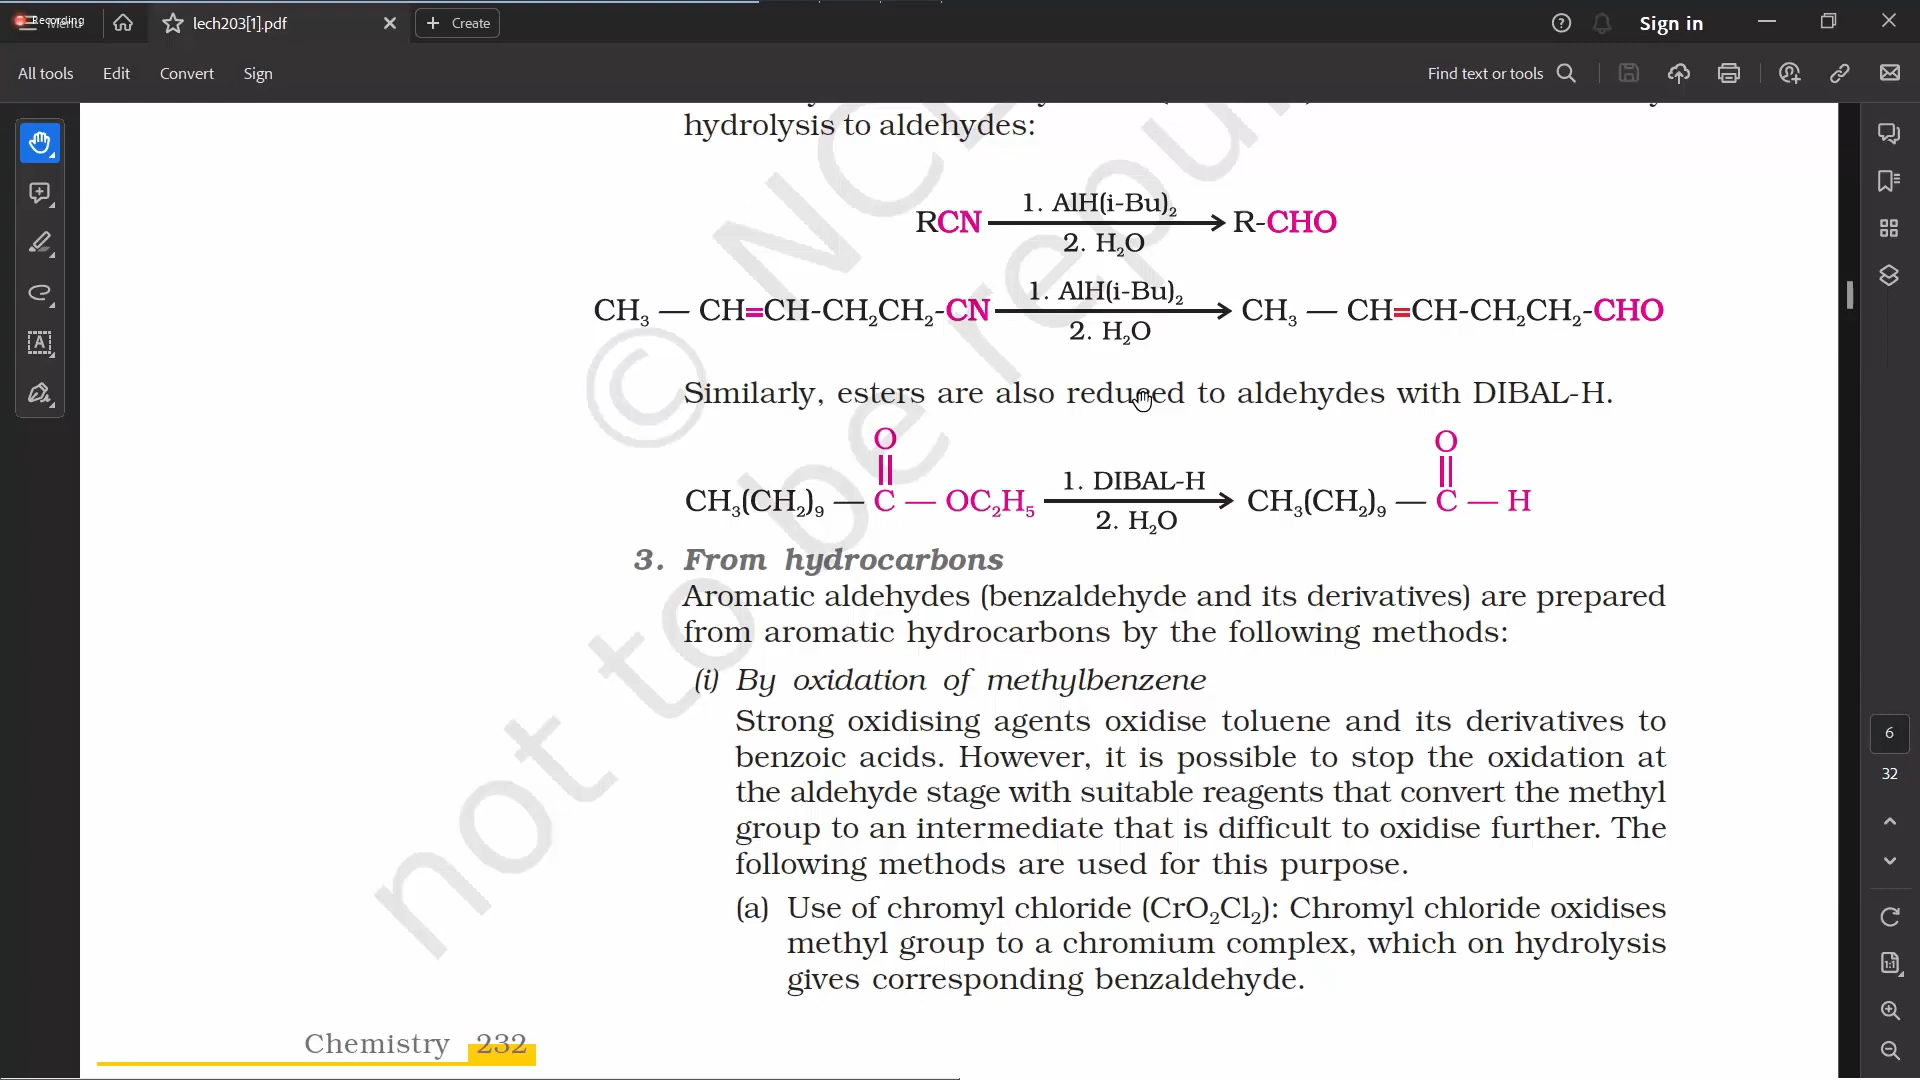 Recording
Menu
lech203[1].pdf
Create
Sign in
All tools Edit Convert Sign
Find text or tools
hydrolysis to aldehydes:
RCN 1. AlH(i-Bu)₂ 2. H₂O R-CHO
CH₃ — CH=CH-CH₂CH₂-CN 1. AlH(i-Bu)₂ 2. H₂O CH₃ — CH=CH-CH₂CH₂-CHO
Similarly, esters are also reduced to aldehydes with DIBAL-H.
O O
CH₃(CH₂)₉ — C — OC₂H₅ 1. DIBAL-H 2. H₂O CH₃(CH₂)₉ — C — H
3. From hydrocarbons
Aromatic aldehydes (benzaldehyde and its derivatives) are prepared
from aromatic hydrocarbons by the following methods:
(i) By oxidation of methylbenzene
Strong oxidising agents oxidise toluene and its derivatives to
benzoic acids. However, it is possible to stop the oxidation at
the aldehyde stage with suitable reagents that convert the methyl
group to an intermediate that is difficult to oxidise further. The
following methods are used for this purpose.
(a) Use of chromyl chloride (CrO₂Cl₂): Chromyl chloride oxidises
methyl group to a chromium complex, which on hydrolysis
gives corresponding benzaldehyde.
Chemistry 232
6
32
© NCE
not to be repu